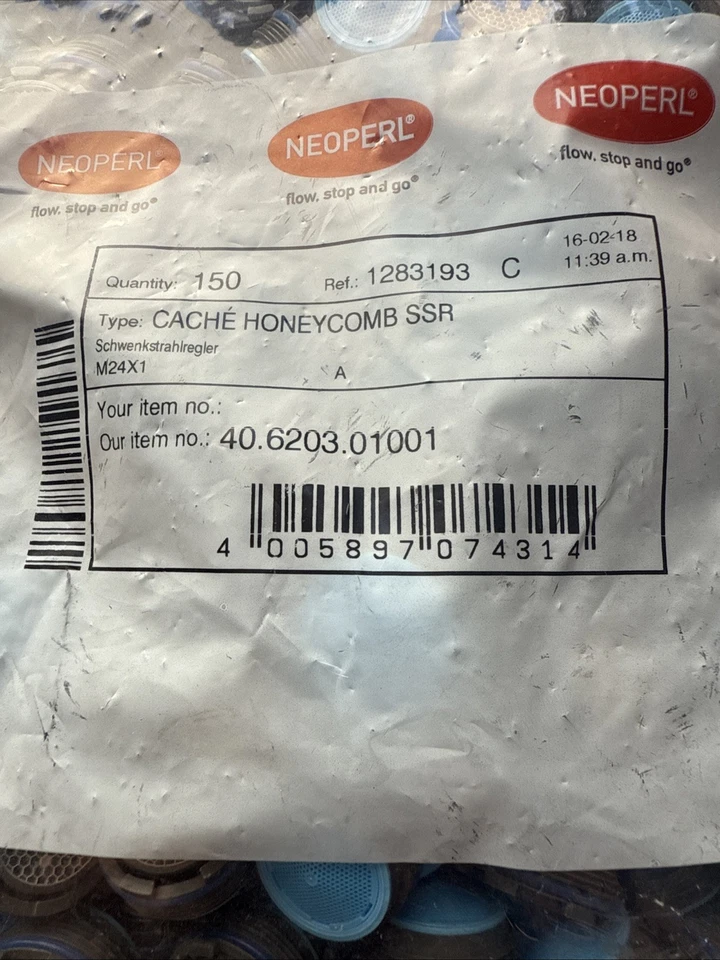 NEOPERL
flow. stop and go®
NEOPERL®
flow. stop and go®
NEOPERL®
flow. stop and go®
Quantity: 150 Ref.: 1283193 C 16-02-18
11:39 a.m.
Type: CACHÉ HONEYCOMB SSR
Schwenkstrahlregler
M24X1 A
Your item no.:
Our item no.: 40.6203.01001
4 005897 074314